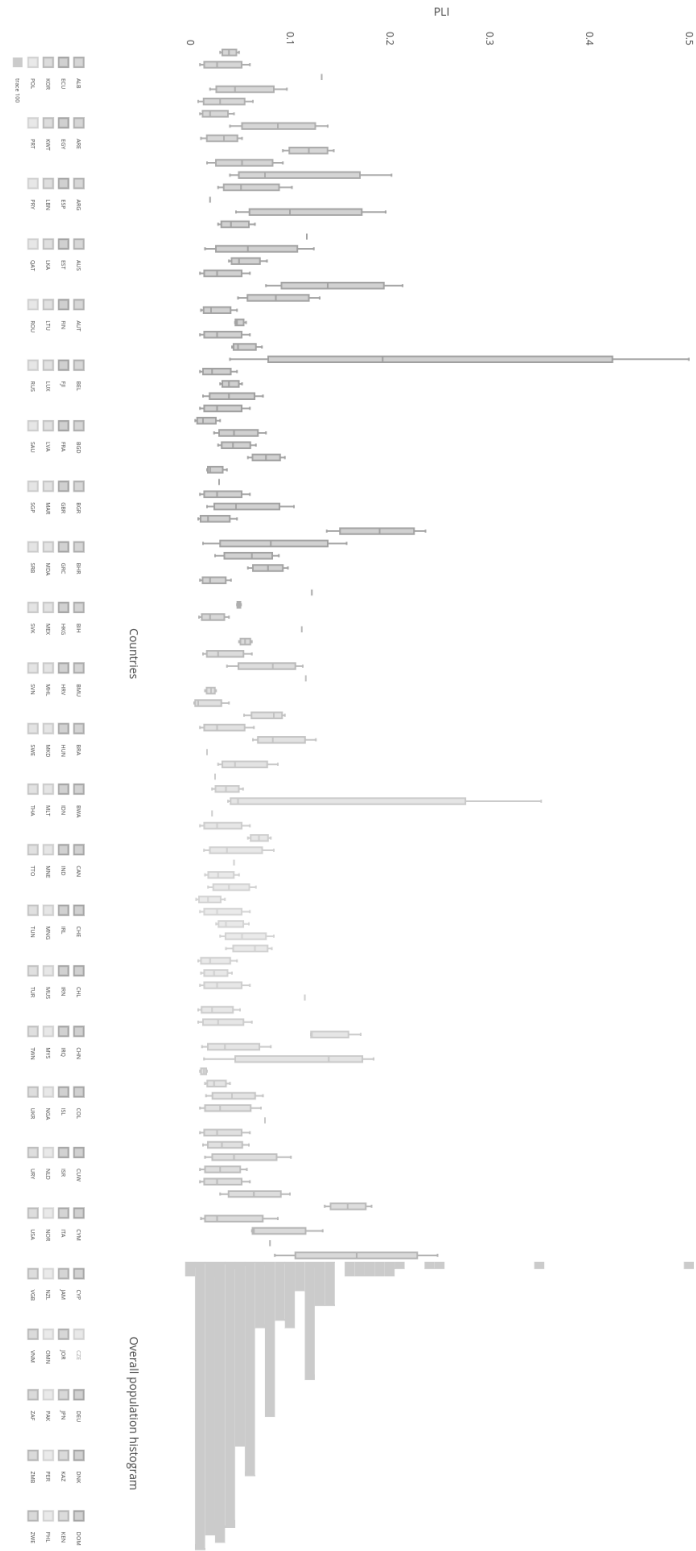 PLI
0 0.1 0.2 0.3 0.4 0.5
Countries
Overall population histogram
ALB ARE ARG AUS AUT BEL BGD BGR BHR BIH BMU BRA BWA CAN CHE CHL CHN COL CUW CYM CYP CZE DEU DNK DOM
ECU EGY ESP EST FIN FJI FRA GBR GRC HKG HRV HUN IDN IND IRL IRN IRQ ISL ISR ITA JAM JOR JPN KAZ KEN
KOR KWT LBN LKA LTU LUX LVA MAR MDA MEX MHL MKD MLT MNE MNG MUS MYS NGA NLD NOR NZL OMN PAK PER PHL
POL PRT PRY QAT ROU RUS SAU SGP SRB SVK SVN SWE THA TTO TUN TUR TWN UKR URY USA VGB VNM ZAF ZMB ZWE
trace 100